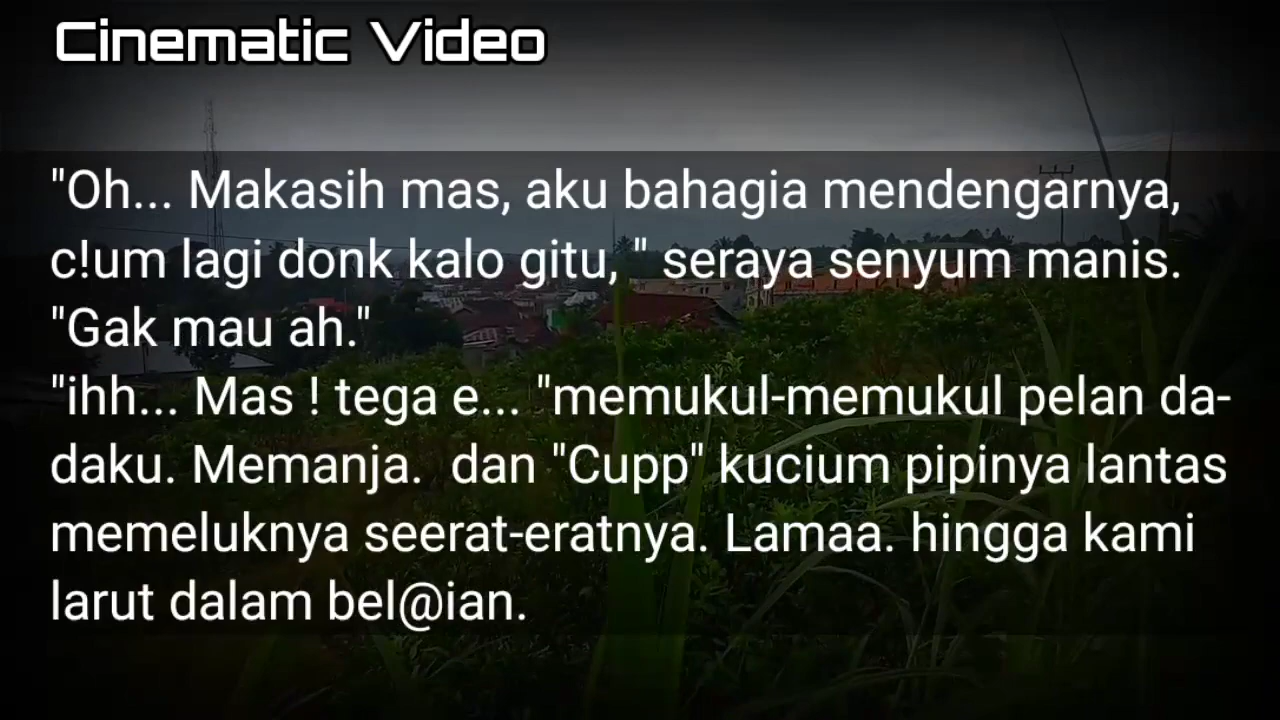 Cinematic Video
"Oh... Makasih mas, aku bahagia mendengarnya,
c!um lagi donk kalo gitu," seraya senyum manis.
"Gak mau ah."
"ihh... Mas ! tega e... "memukul-memukul pelan da-
daku. Memanja.  dan "Cupp" kucium pipinya lantas
memeluknya seerat-eratnya. Lamaa. hingga kami
larut dalam bel@ian.